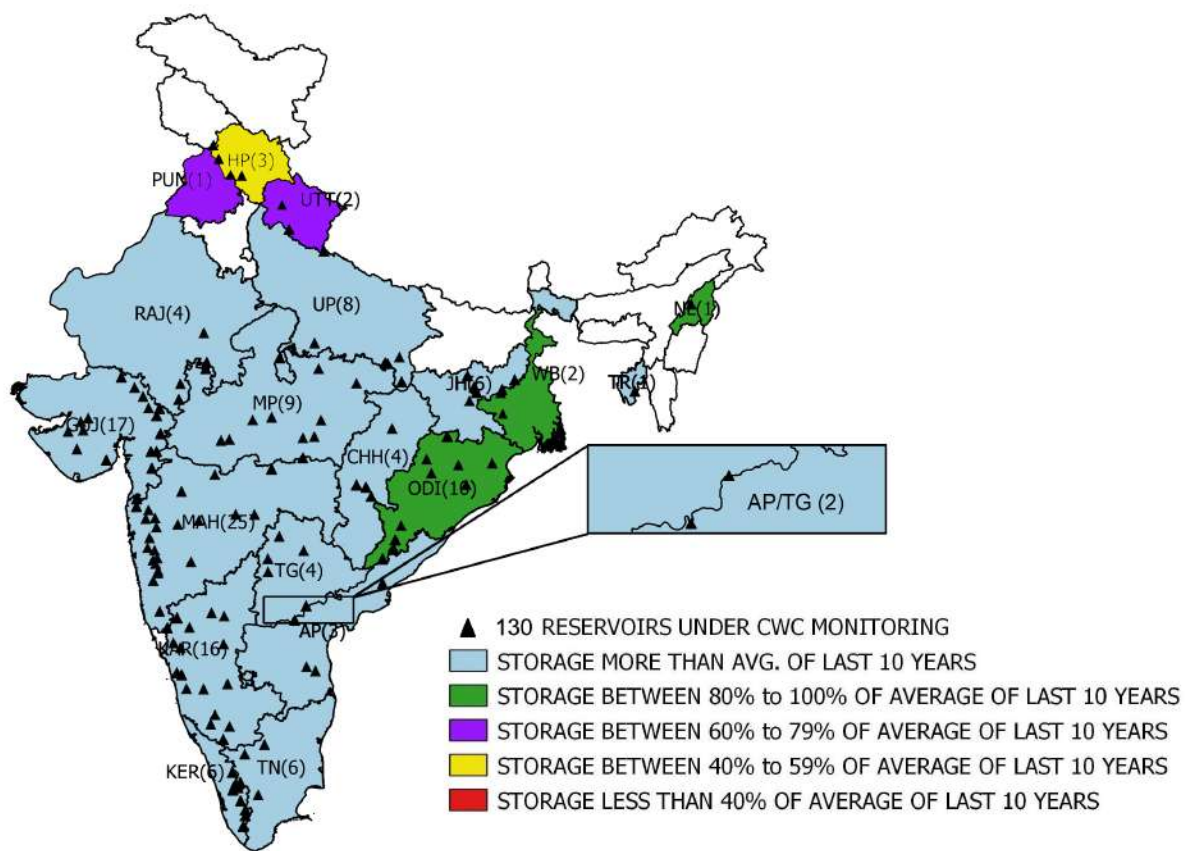 HP(3)
PUN(1)
UTT(2)
RAJ(4)
UP(8)
NE(1)
JH(6)
WB(2)
TR(1)
MP(9)
GUJ(17)
CHH(4)
ODI(10)
AP/TG (2)
MAH(25)
TG(4)
AP(3)
KAR(16)
KER(6)
TN(6)
130 RESERVOIRS UNDER CWC MONITORING
STORAGE MORE THAN AVG. OF LAST 10 YEARS
STORAGE BETWEEN 80% to 100% OF AVERAGE OF LAST 10 YEARS
STORAGE BETWEEN 60% to 79% OF AVERAGE OF LAST 10 YEARS
STORAGE BETWEEN 40% to 59% OF AVERAGE OF LAST 10 YEARS
STORAGE LESS THAN 40% OF AVERAGE OF LAST 10 YEARS